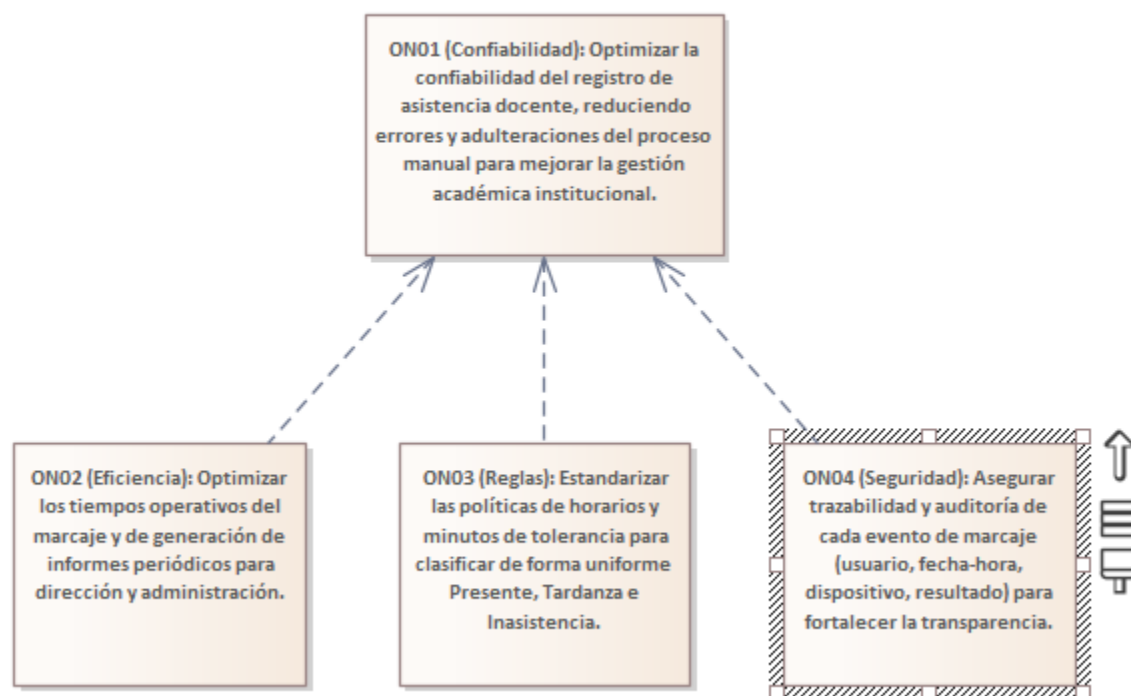 ON01 (Confiabilidad): Optimizar la
confiabilidad del registro de
asistencia docente, reduciendo
errores y adulteraciones del proceso
manual para mejorar la gestión
académica institucional.
ON02 (Eficiencia): Optimizar
los tiempos operativos del
marcaje y de generación de
informes periódicos para
dirección y administración.
ON03 (Reglas): Estandarizar
las políticas de horarios y
minutos de tolerancia para
clasificar de forma uniforme
Presente, Tardanza e
Inasistencia.
ON04 (Seguridad): Asegurar
trazabilidad y auditoría de
cada evento de marcaje
(usuario, fecha-hora,
dispositivo, resultado) para
fortalecer la transparencia.